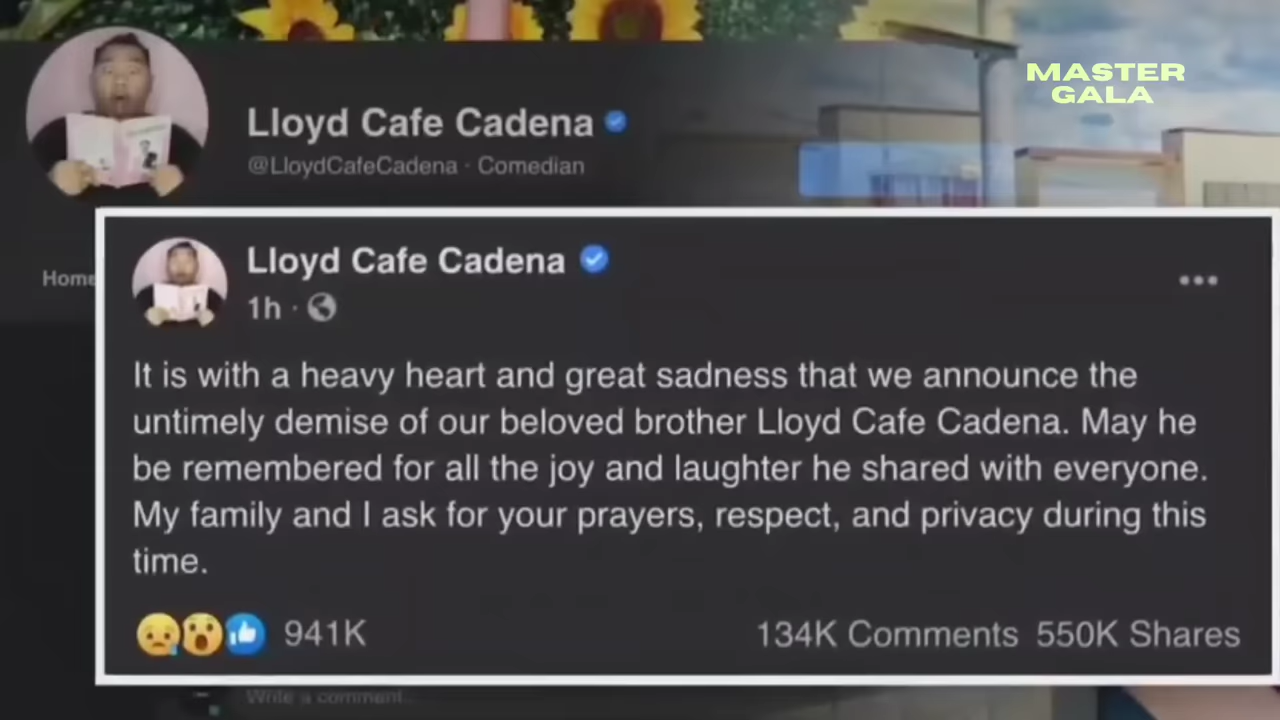 MASTER
GALA
Lloyd Cafe Cadena
@LloydCafeCadena · Comedian
Home
Lloyd Cafe Cadena
1h ·
It is with a heavy heart and great sadness that we announce the
untimely demise of our beloved brother Lloyd Cafe Cadena. May he
be remembered for all the joy and laughter he shared with everyone.
My family and I ask for your prayers, respect, and privacy during this
time.
941K 134K Comments 550K Shares
Write a comment...